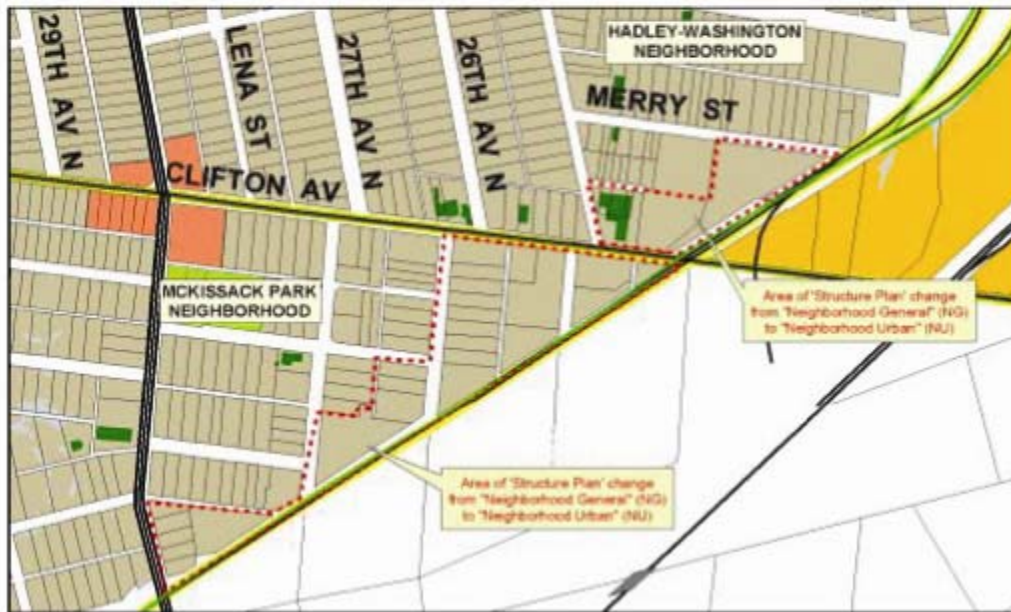 HADLEY-WASHINGTON
NEIGHBORHOOD
29TH AV N
LENA ST
27TH AV N
26TH AV N
MERRY ST
CLIFTON AV
MCKISSACK PARK
NEIGHBORHOOD
Area of 'Structure Plan' change
from "Neighborhood General" (NG)
to "Neighborhood Urban" (NU)
Area of 'Structure Plan' change
from "Neighborhood General" (NG)
to "Neighborhood Urban" (NU)